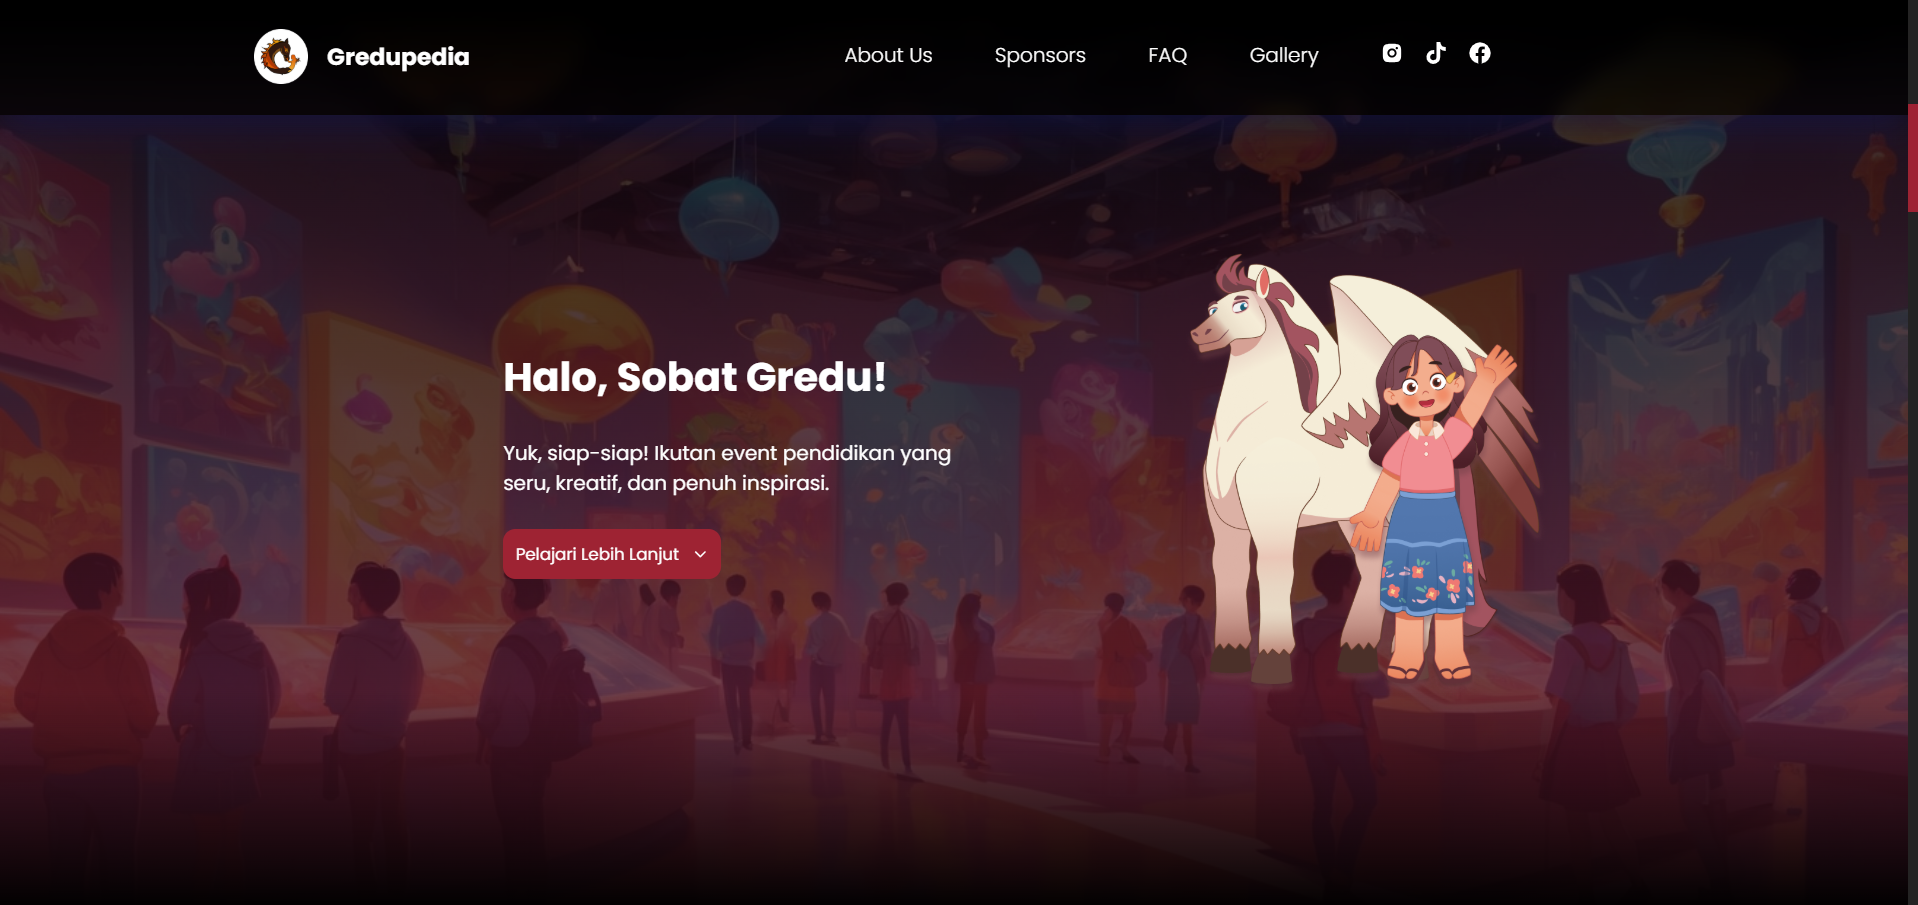 Gredupedia
About Us
Sponsors
FAQ
Gallery
Halo, Sobat Gredu!
Yuk, siap-siap! Ikutan event pendidikan yang
seru, kreatif, dan penuh inspirasi.
Pelajari Lebih Lanjut